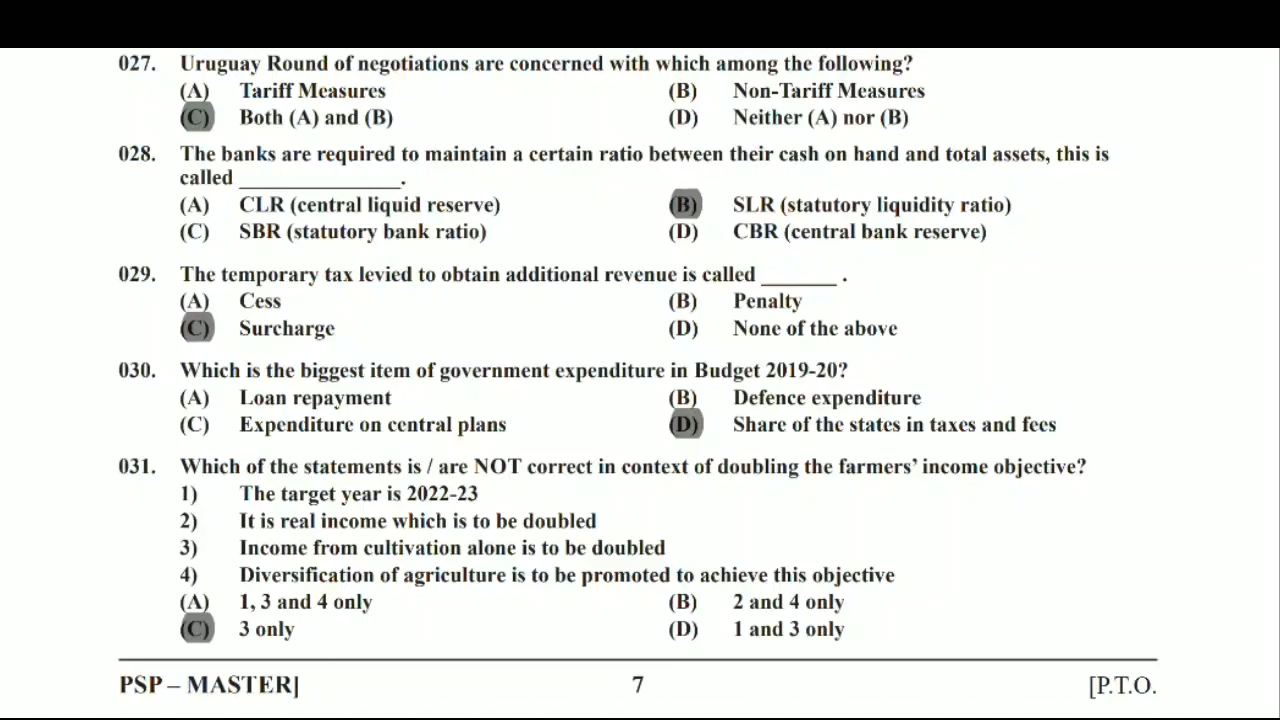 027. Uruguay Round of negotiations are concerned with which among the following?
(A) Tariff Measures (B) Non-Tariff Measures
(C) Both (A) and (B) (D) Neither (A) nor (B)
028. The banks are required to maintain a certain ratio between their cash on hand and total assets, this is
called _______________.
(A) CLR (central liquid reserve) (B) SLR (statutory liquidity ratio)
(C) SBR (statutory bank ratio) (D) CBR (central bank reserve)
029. The temporary tax levied to obtain additional revenue is called _______ .
(A) Cess (B) Penalty
(C) Surcharge (D) None of the above
030. Which is the biggest item of government expenditure in Budget 2019-20?
(A) Loan repayment (B) Defence expenditure
(C) Expenditure on central plans (D) Share of the states in taxes and fees
031. Which of the statements is / are NOT correct in context of doubling the farmers' income objective?
1) The target year is 2022-23
2) It is real income which is to be doubled
3) Income from cultivation alone is to be doubled
4) Diversification of agriculture is to be promoted to achieve this objective
(A) 1, 3 and 4 only (B) 2 and 4 only
(C) 3 only (D) 1 and 3 only
PSP – MASTER] 7 [P.T.O.